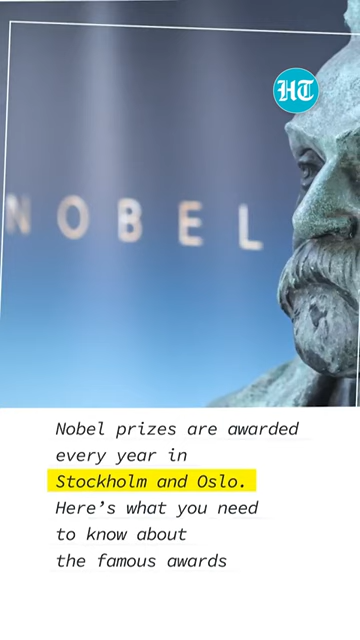 HT
NOBEL
Nobel prizes are awarded
every year in
Stockholm and Oslo.
Here’s what you need
to know about
the famous awards